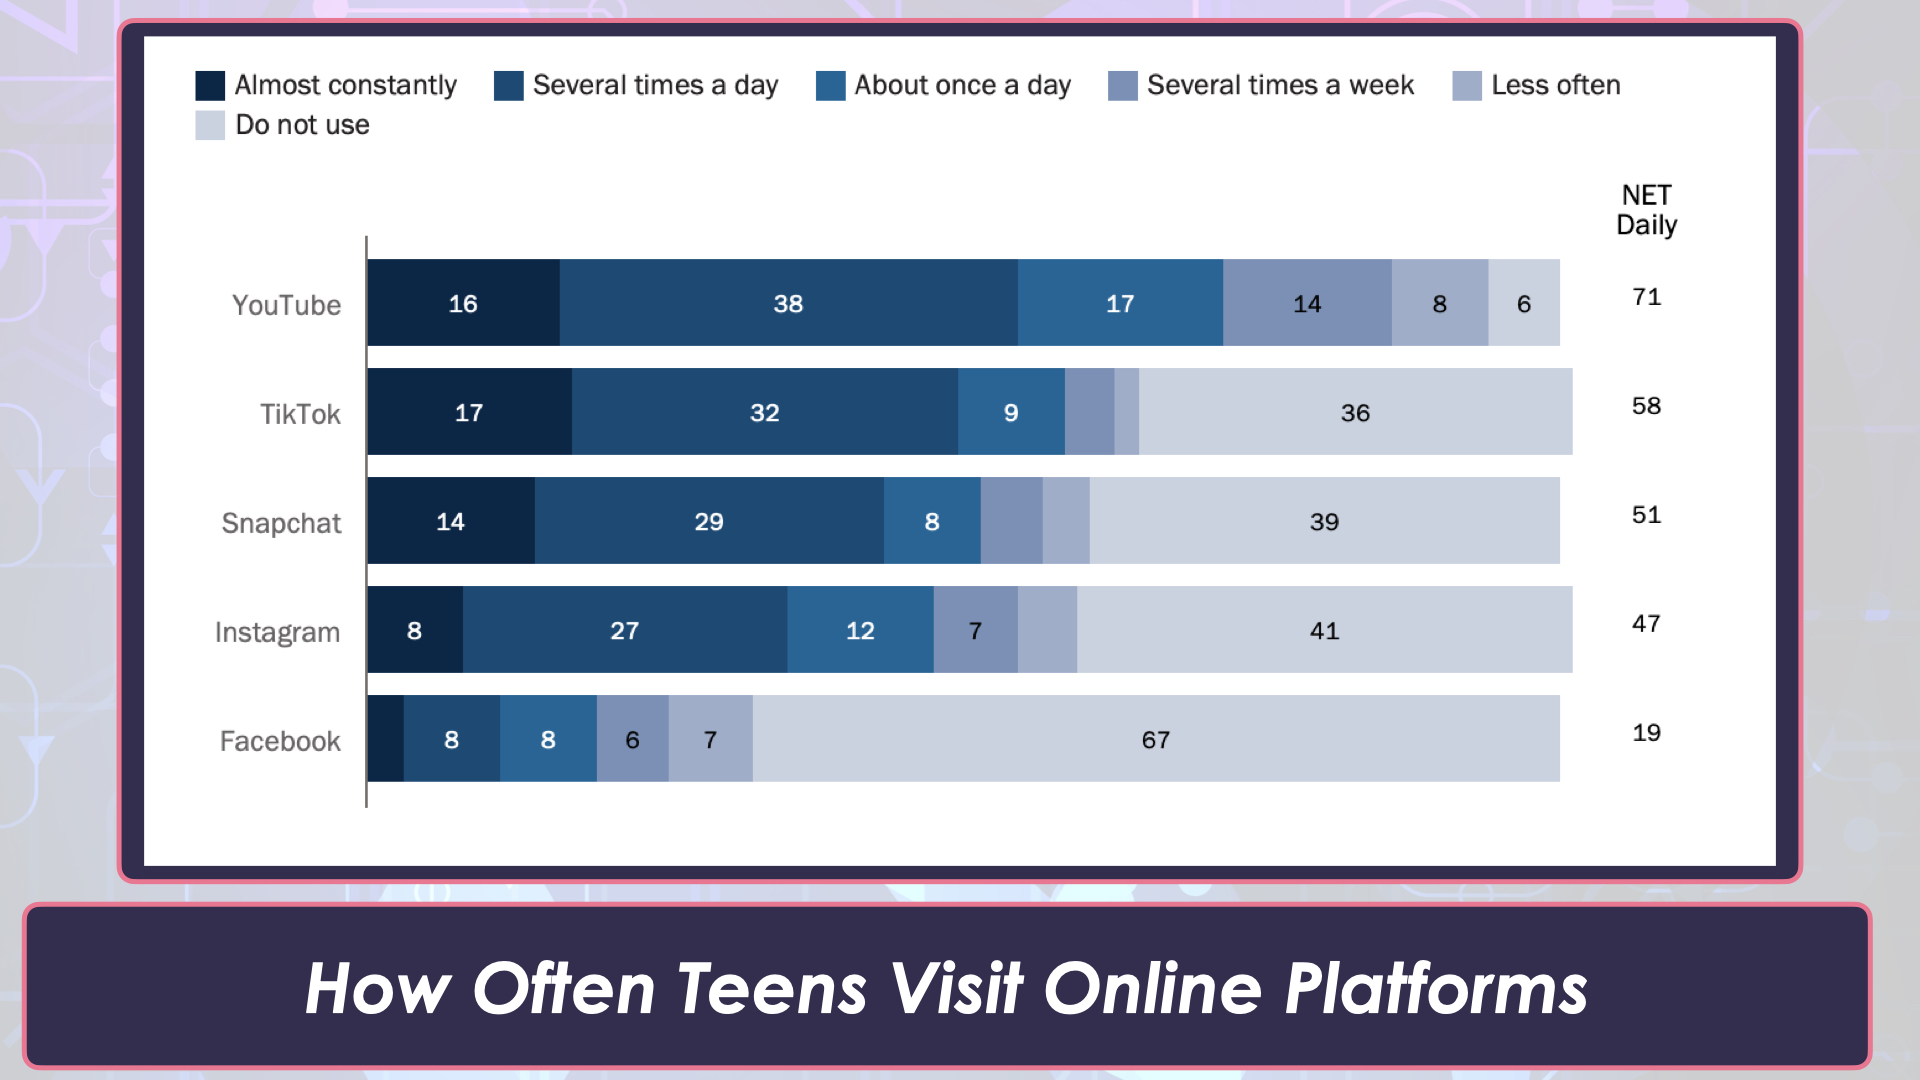 Almost constantly Several times a day About once a day Several times a week Less often
Do not use
NET
Daily
YouTube 16 38 17 14 8 6 71
TikTok 17 32 9 36 58
Snapchat 14 29 8 39 51
Instagram 8 27 12 7 41 47
Facebook 8 8 6 7 67 19
How Often Teens Visit Online Platforms